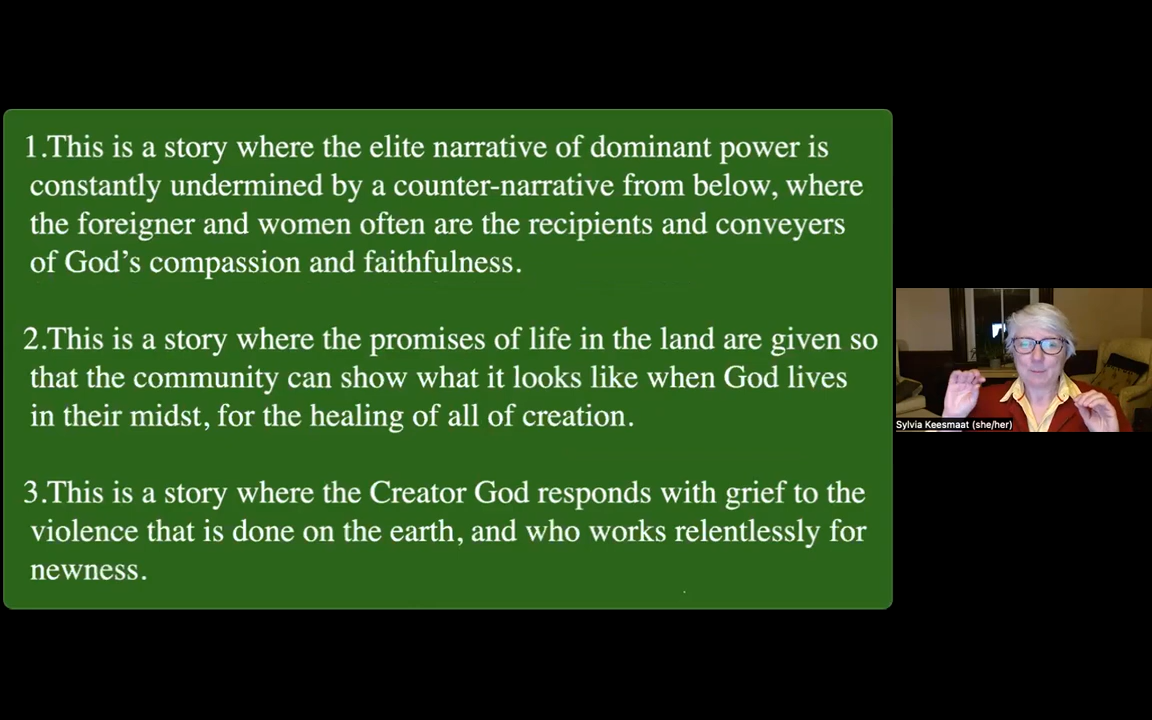 1.This is a story where the elite narrative of dominant power is
constantly undermined by a counter-narrative from below, where
the foreigner and women often are the recipients and conveyers
of God’s compassion and faithfulness.
2.This is a story where the promises of life in the land are given so
that the community can show what it looks like when God lives
in their midst, for the healing of all of creation.
3.This is a story where the Creator God responds with grief to the
violence that is done on the earth, and who works relentlessly for
newness.
Sylvia Keesmaat (she/her)